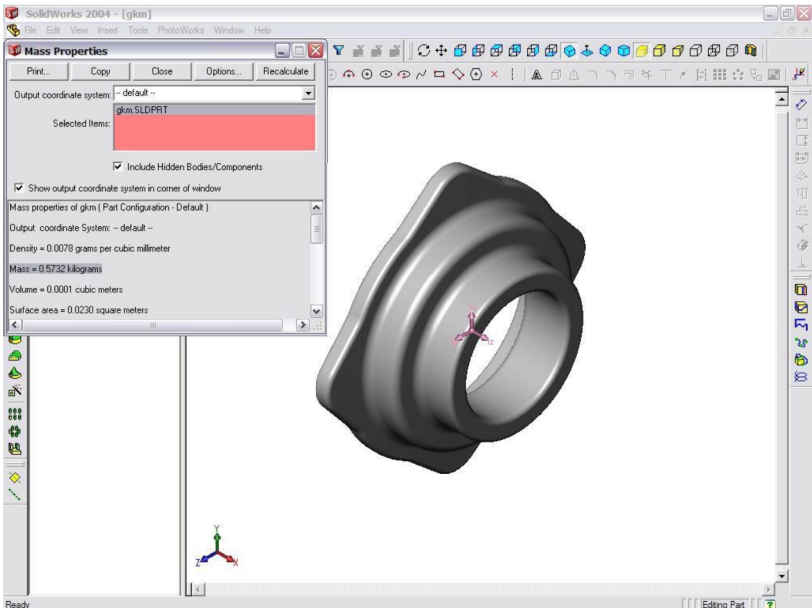 SolidWorks 2004 - [gkm]
File Edit View Insert Tools PhotoWorks Window Help
Mass Properties
Print... Copy Close Options... Recalculate
Output coordinate system: -- default --
gkm.SLDPRT
Selected Items:
Include Hidden Bodies/Components
Show output coordinate system in corner of window
Mass properties of gkm ( Part Configuration - Default )
Output coordinate System: -- default --
Density = 0.0078 grams per cubic millimeter
Mass = 0.5732 kilograms
Volume = 0.0001 cubic meters
Surface area = 0.0230 square meters
Y
Z X
Ready
Editing Part